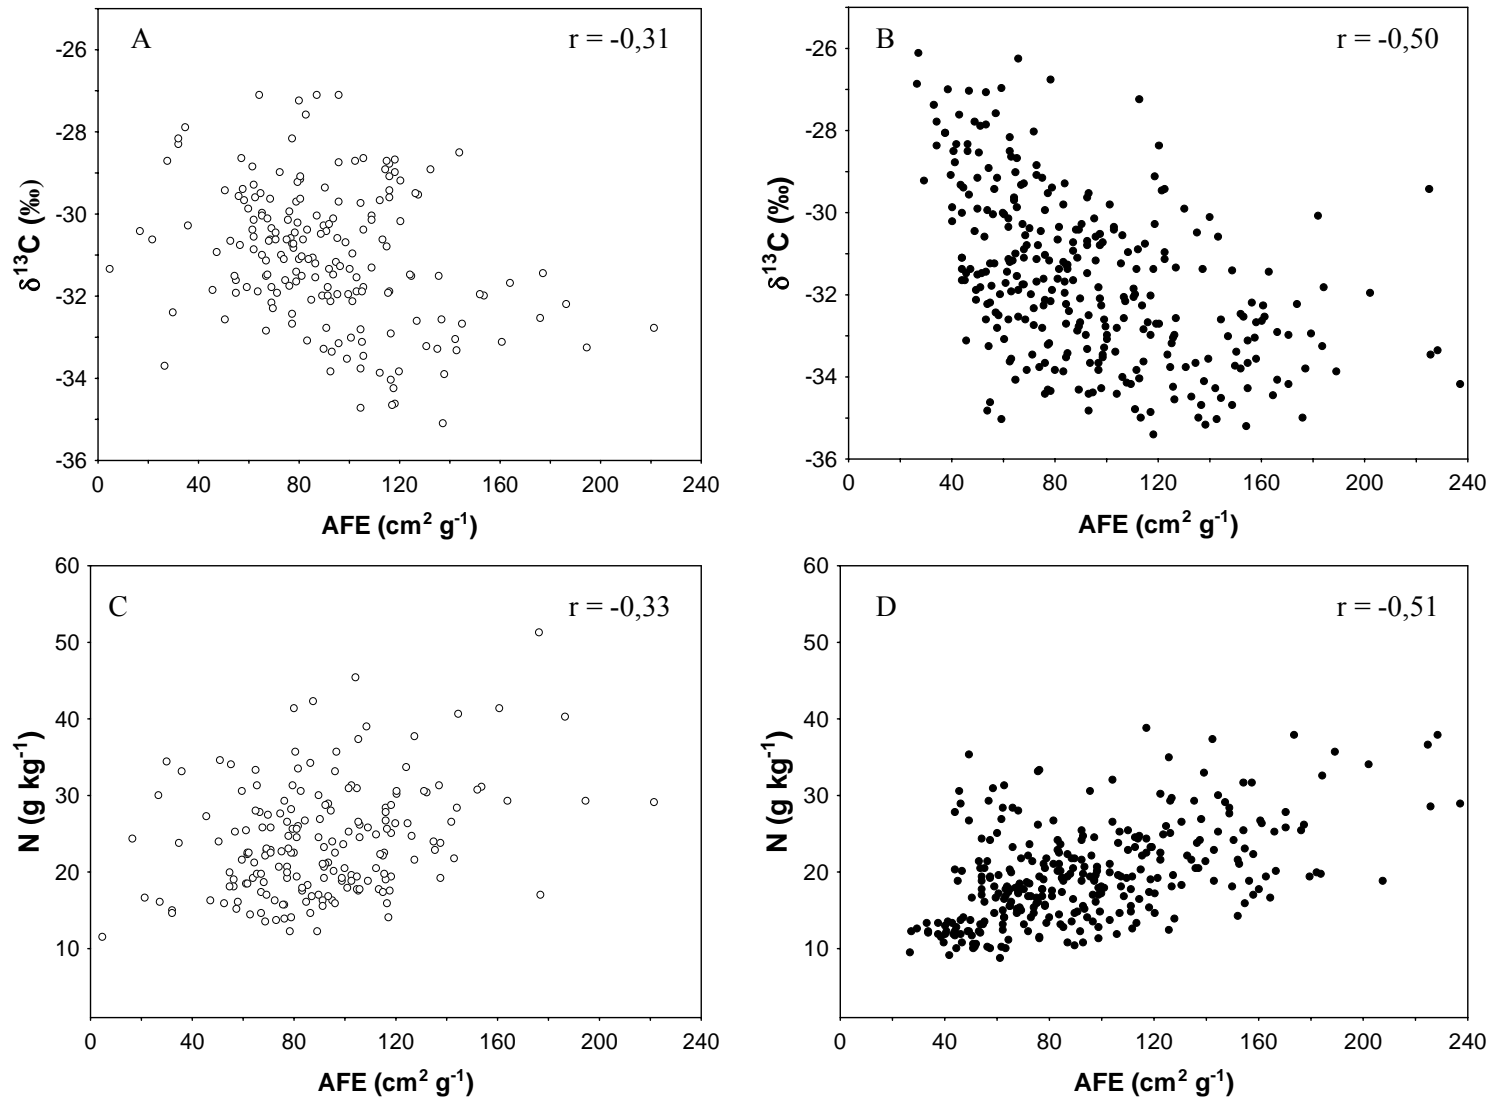 A
r = -0,31
-26
-28
-30
-32
-34
-36
δ¹³C (‰)
0 40 80 120 160 200 240
AFE (cm² g⁻¹)
B
r = -0,50
-26
-28
-30
-32
-34
-36
δ¹³C (‰)
0 40 80 120 160 200 240
AFE (cm² g⁻¹)
C
r = -0,33
60
50
40
30
20
10
N (g kg⁻¹)
0 40 80 120 160 200 240
AFE (cm² g⁻¹)
D
r = -0,51
60
50
40
30
20
10
N (g kg⁻¹)
0 40 80 120 160 200 240
AFE (cm² g⁻¹)